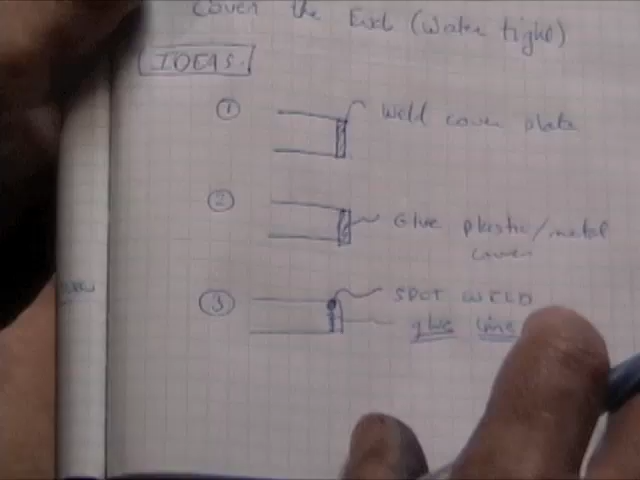 Cover the End (Water tight)
IDEAS.
① Weld cover plate
② Glue plastic/metal
cover
③ SPOT WELD
glue line